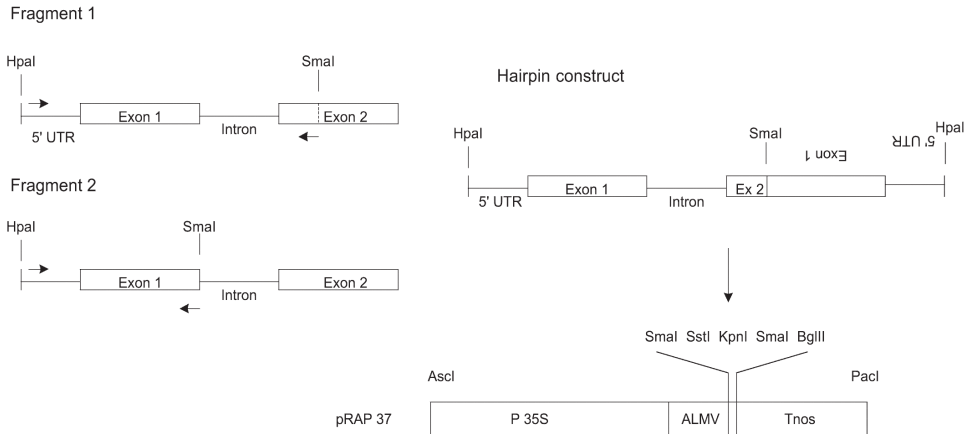 Fragment 1
HpaI
SmaI
Exon 1
Exon 2
5' UTR
Intron
Fragment 2
HpaI
SmaI
Exon 1
Exon 2
Intron
Hairpin construct
HpaI
SmaI
Exon 1
5' UTR
HpaI
Exon 1
Ex 2
5' UTR
Intron
SmaI SstI KpnI SmaI BglII
AscI
PacI
pRAP 37
P 35S
ALMV
Tnos